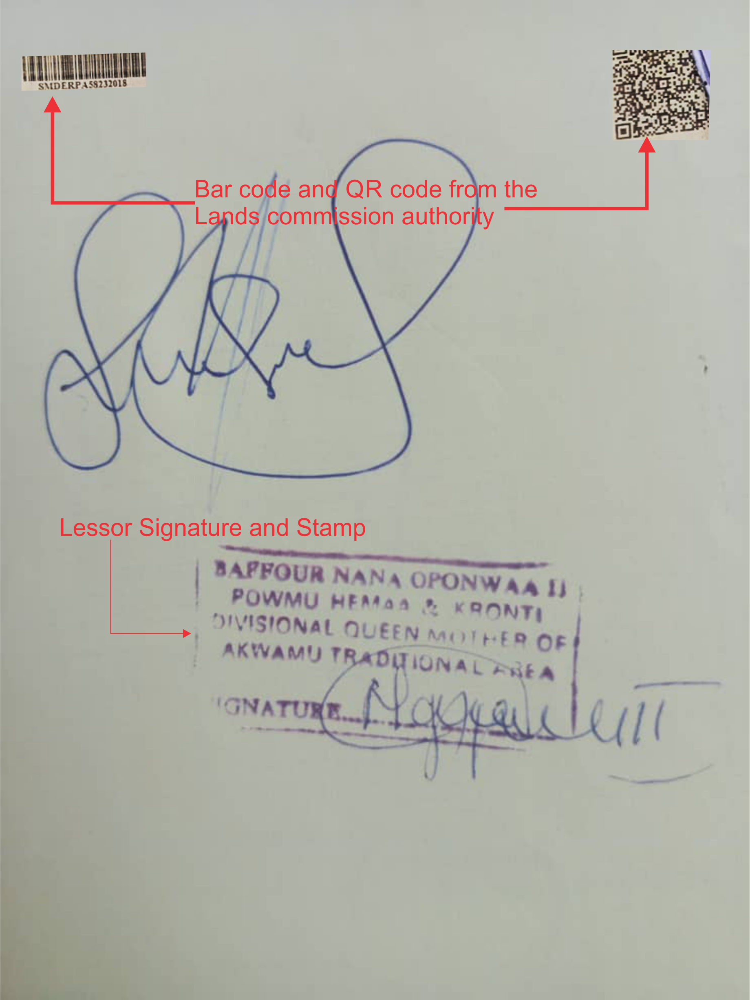 SMDERPA58232018
Bar code and QR code from the
Lands commission authority
Lessor Signature and Stamp
BAFFOUR NANA OPONWAA II
POWMU HEMAA & KRONTI
DIVISIONAL QUEEN MOTHER OF
AKWAMU TRADITIONAL AREA
IGNATURE